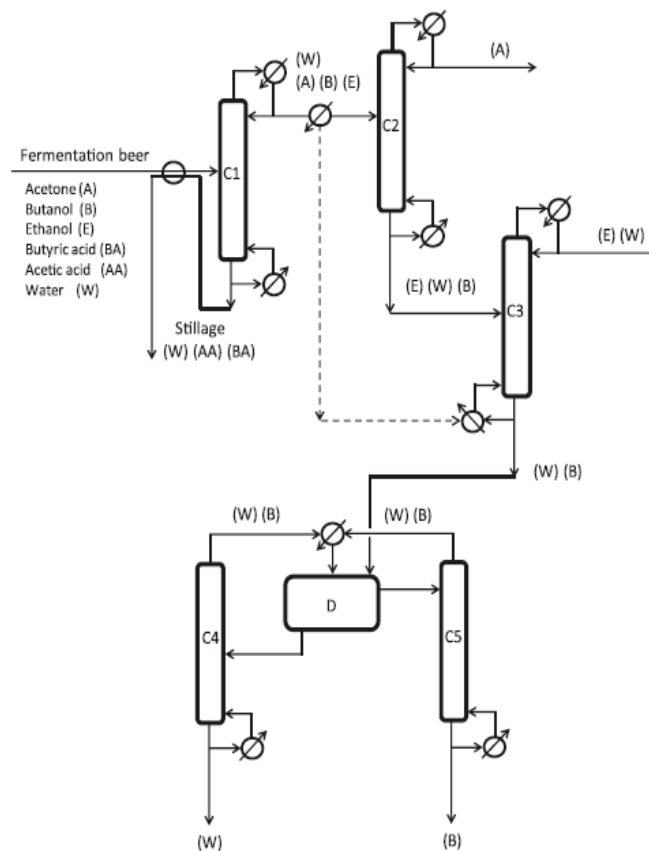 (W)
(A) (B) (E)
(A)
C2
Fermentation beer
C1
Acetone (A)
Butanol (B)
Ethanol (E)
Butyric acid (BA)
Acetic acid (AA)
Water (W)
(E) (W)
(E) (W) (B)
C3
Stillage
(W) (AA) (BA)
(W) (B)
(W) (B)
(W) (B)
D
C4
C5
(W)
(B)